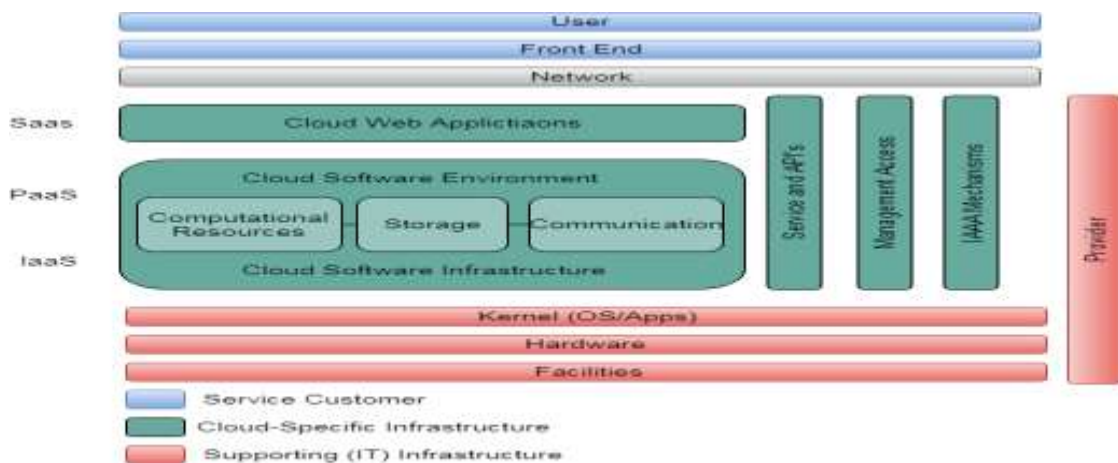 User
Front End
Network
Saas
Cloud Web Applictiaons
Service and API's
Management Access
IAAA Mechanisms
Provider
PaaS
Cloud Software Environment
Computational
Resources
Storage
Communication
IaaS
Cloud Software Infrastructure
Kernel (OS/Apps)
Hardware
Facilities
Service Customer
Cloud-Specific Infrastructure
Supporting (IT) Infrastructure